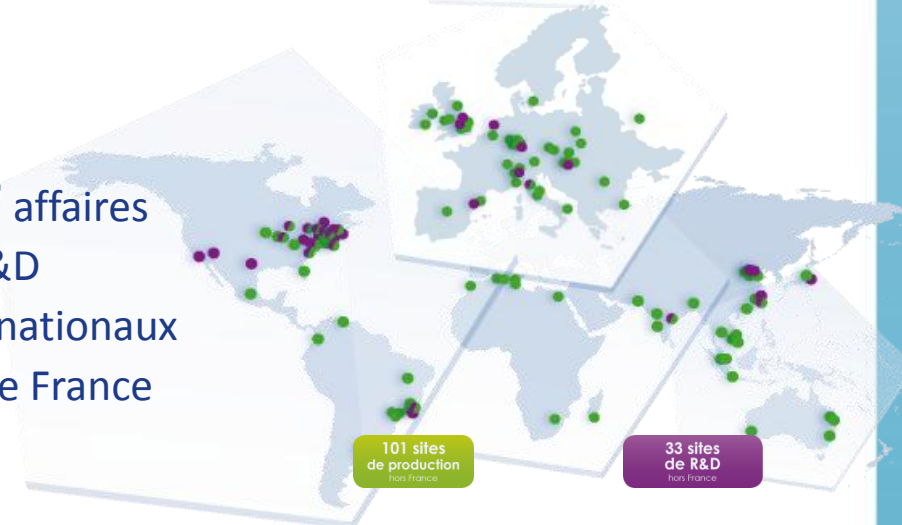 affaires
&D
nationaux
e France
101 sites
de production
hors France
33 sites
de R&D
hors France